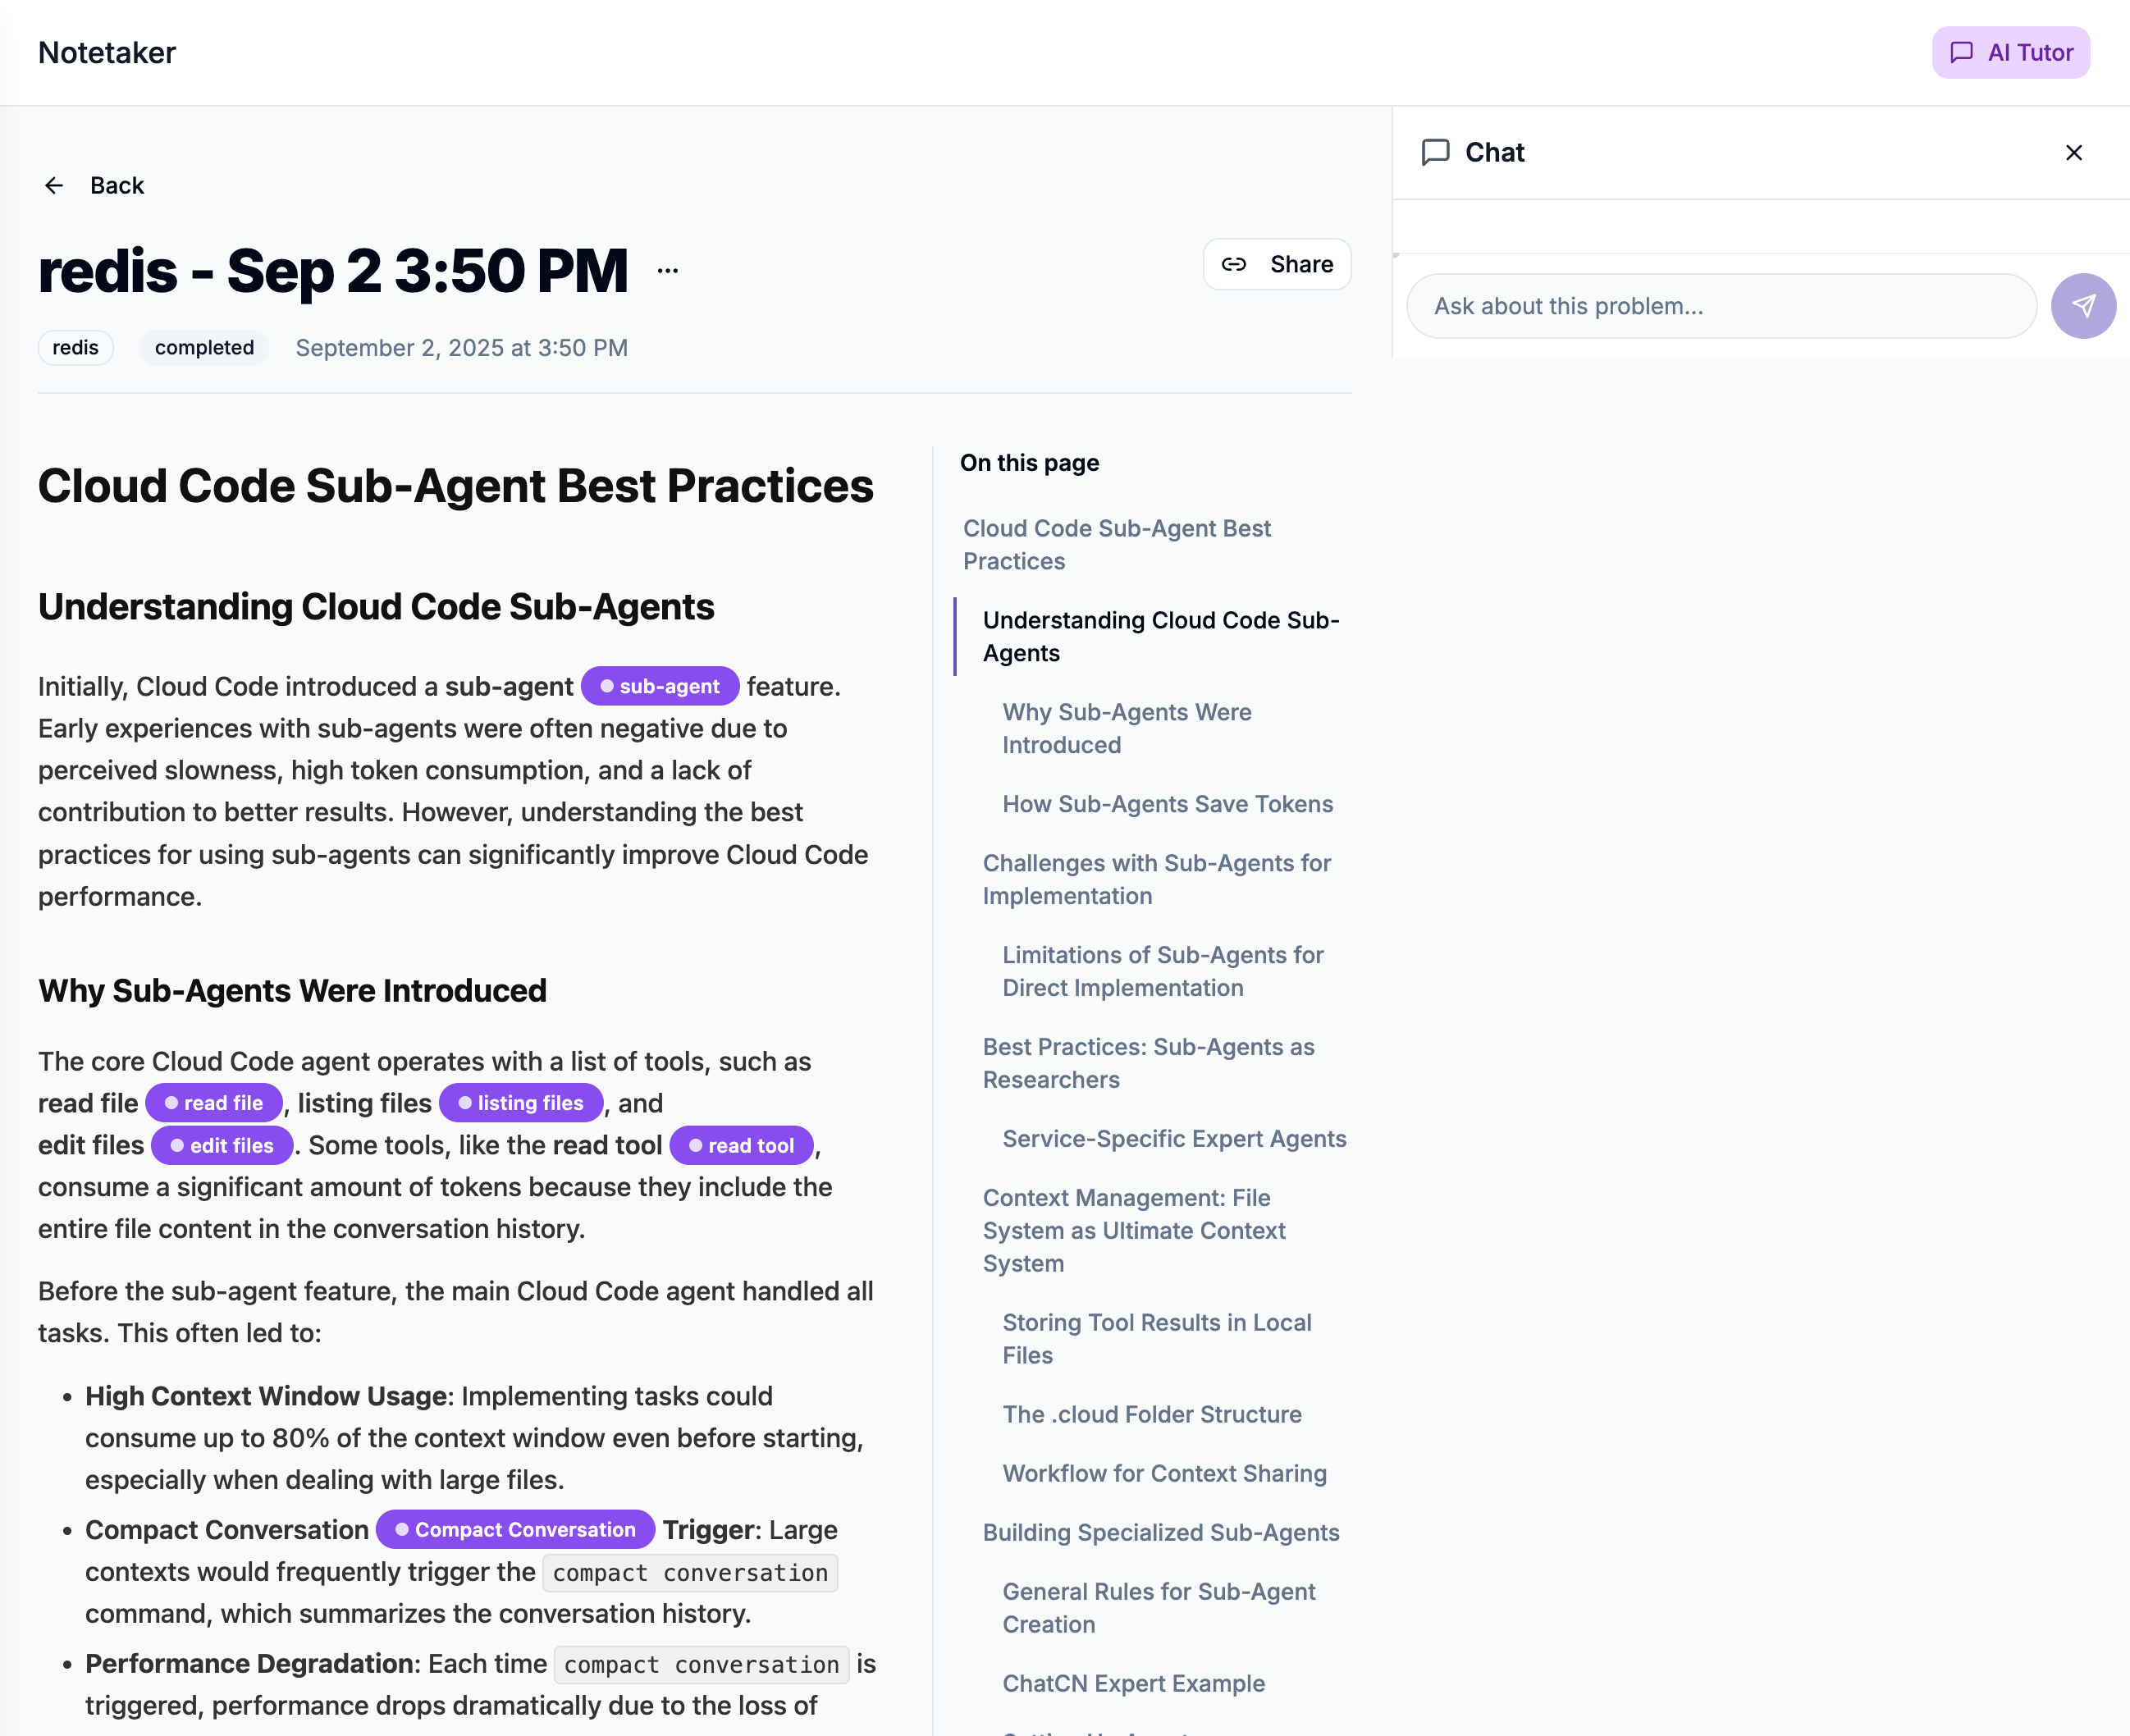 Notetaker
AI Tutor
Back
redis - Sep 2 3:50 PM ...
Share
redis
completed
September 2, 2025 at 3:50 PM
Cloud Code Sub-Agent Best Practices
Understanding Cloud Code Sub-Agents
Initially, Cloud Code introduced a sub-agent sub-agent feature.
Early experiences with sub-agents were often negative due to
perceived slowness, high token consumption, and a lack of
contribution to better results. However, understanding the best
practices for using sub-agents can significantly improve Cloud Code
performance.
Why Sub-Agents Were Introduced
The core Cloud Code agent operates with a list of tools, such as
read file read file, listing files listing files, and
edit files edit files. Some tools, like the read tool read tool,
consume a significant amount of tokens because they include the
entire file content in the conversation history.
Before the sub-agent feature, the main Cloud Code agent handled all
tasks. This often led to:
• High Context Window Usage: Implementing tasks could
consume up to 80% of the context window even before starting,
especially when dealing with large files.
• Compact Conversation Compact Conversation Trigger: Large
contexts would frequently trigger the compact conversation
command, which summarizes the conversation history.
• Performance Degradation: Each time compact conversation is
triggered, performance drops dramatically due to the loss of
On this page
Cloud Code Sub-Agent Best
Practices
Understanding Cloud Code Sub-
Agents
Why Sub-Agents Were
Introduced
How Sub-Agents Save Tokens
Challenges with Sub-Agents for
Implementation
Limitations of Sub-Agents for
Direct Implementation
Best Practices: Sub-Agents as
Researchers
Service-Specific Expert Agents
Context Management: File
System as Ultimate Context
System
Storing Tool Results in Local
Files
The .cloud Folder Structure
Workflow for Context Sharing
Building Specialized Sub-Agents
General Rules for Sub-Agent
Creation
ChatCN Expert Example
Chat
Ask about this problem...